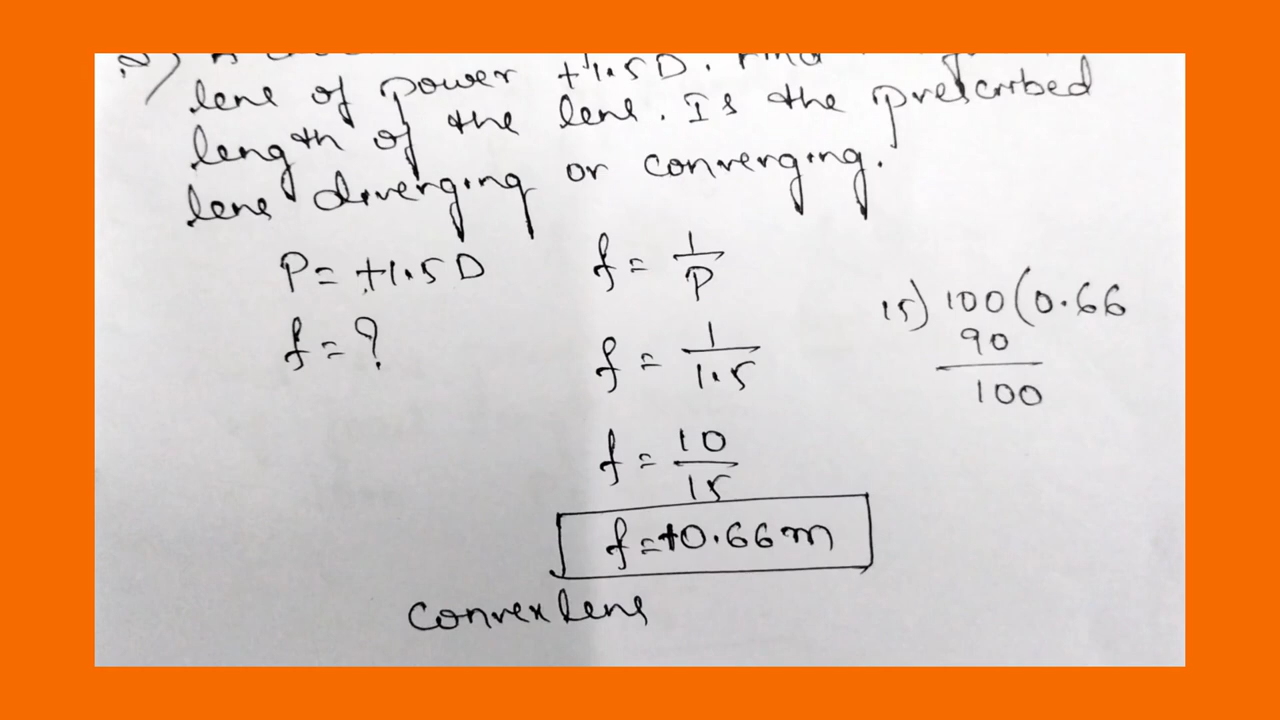 lens of power +1.5D.
length of the lens. Is the prescribed
lens diverging or converging.
P = +1.5 D
f = ?
f = 1/P
f = 1/1.5
f = 10/15
f = +0.66 m
convex lens
15) 100 (0.66
90
100